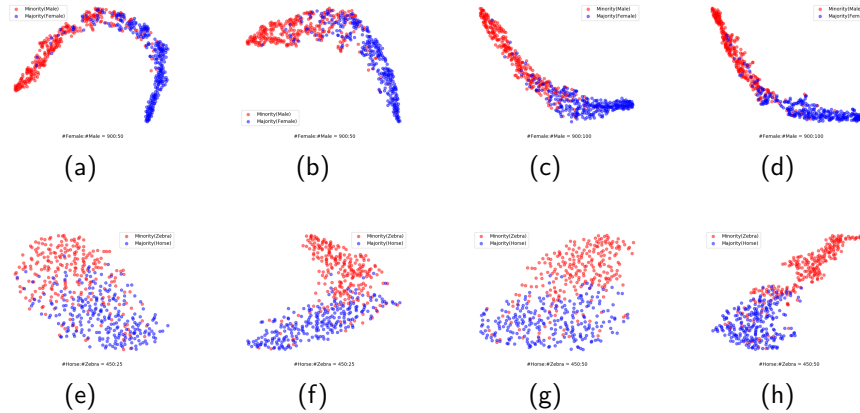 Minority(Male)
Majority(Female)
#Female:#Male = 900:50
(a)
Minority(Male)
Majority(Female)
#Female:#Male = 900:50
(b)
Minority(Male)
Majority(Female)
#Female:#Male = 900:100
(c)
Minority(Male)
Majority(Female)
#Female:#Male = 900:100
(d)
Minority(Zebra)
Majority(Horse)
#Horse:#Zebra = 450:25
(e)
Minority(Zebra)
Majority(Horse)
#Horse:#Zebra = 450:25
(f)
Minority(Zebra)
Majority(Horse)
#Horse:#Zebra = 450:50
(g)
Minority(Zebra)
Majority(Horse)
#Horse:#Zebra = 450:50
(h)